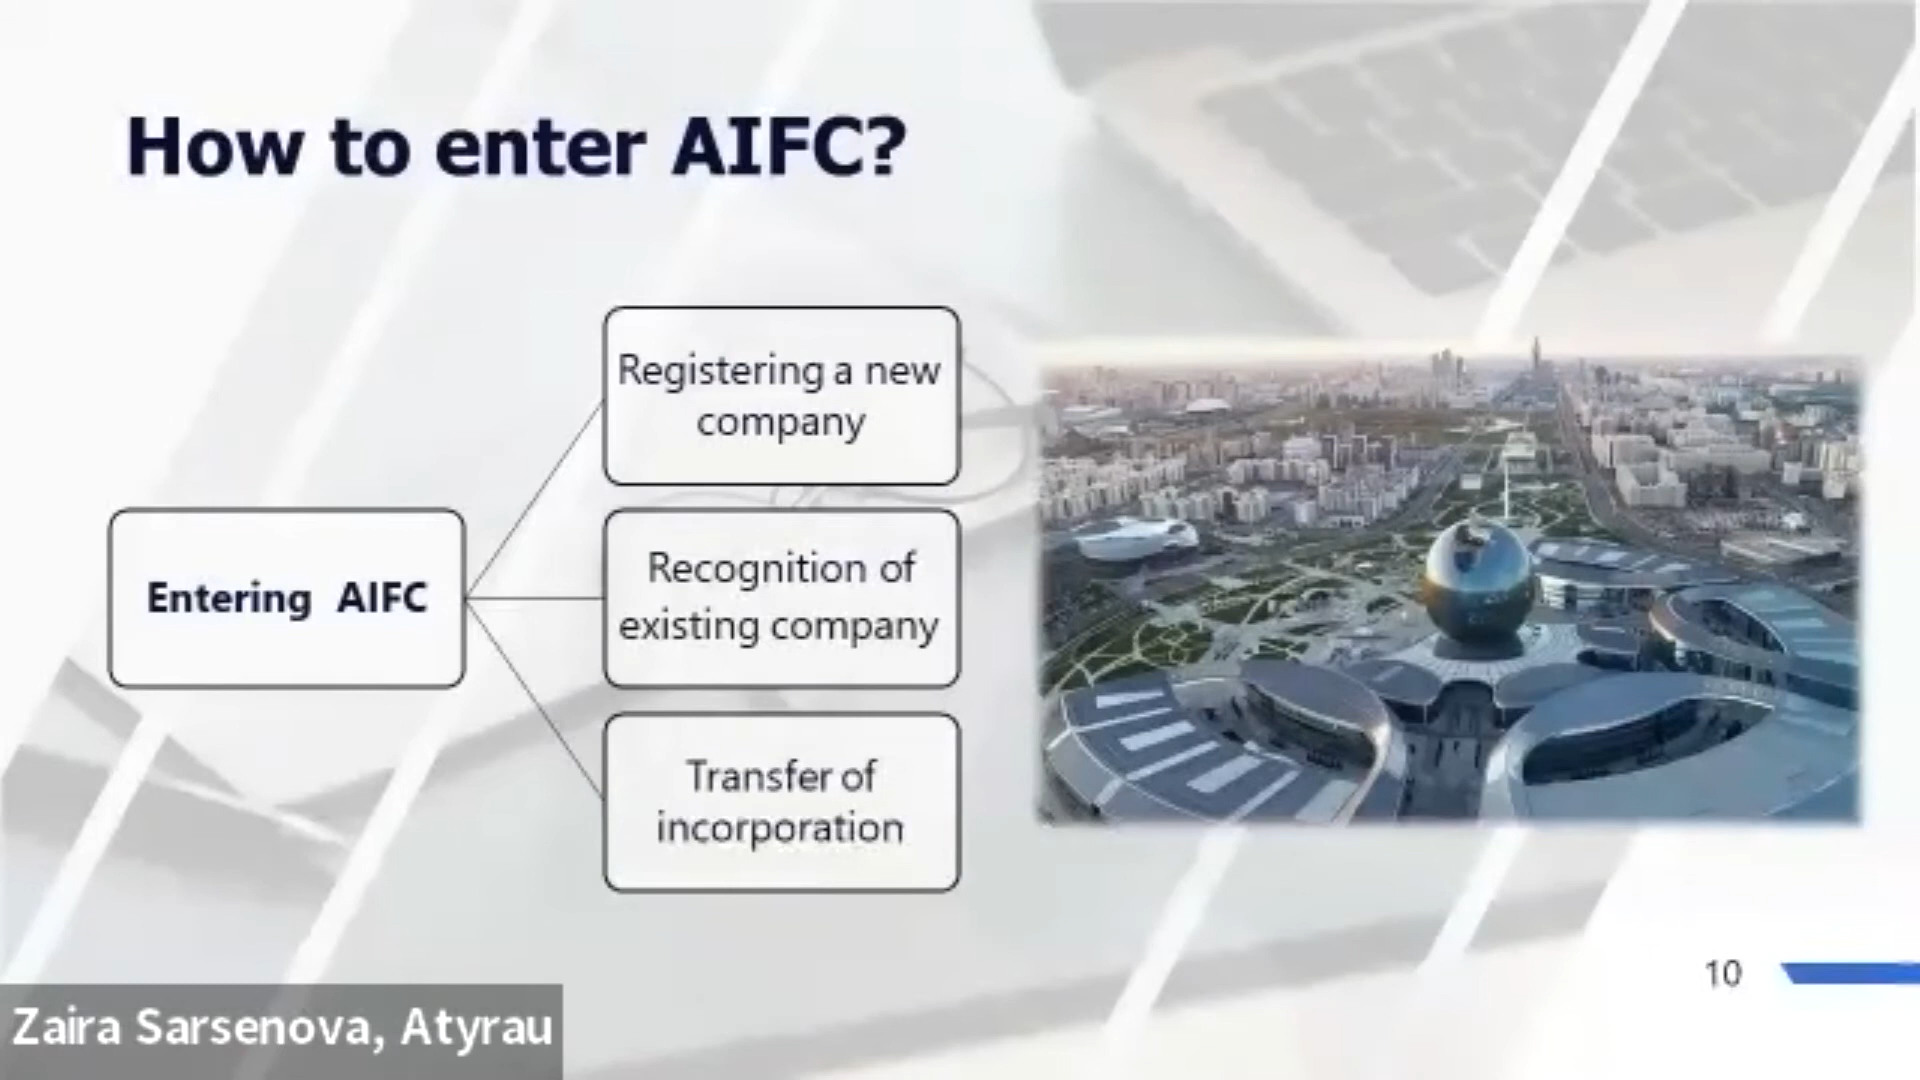 How to enter AIFC?
Registering a new
company
Entering AIFC
Recognition of
existing company
Transfer of
incorporation
10
Zaira Sarsenova, Atyrau